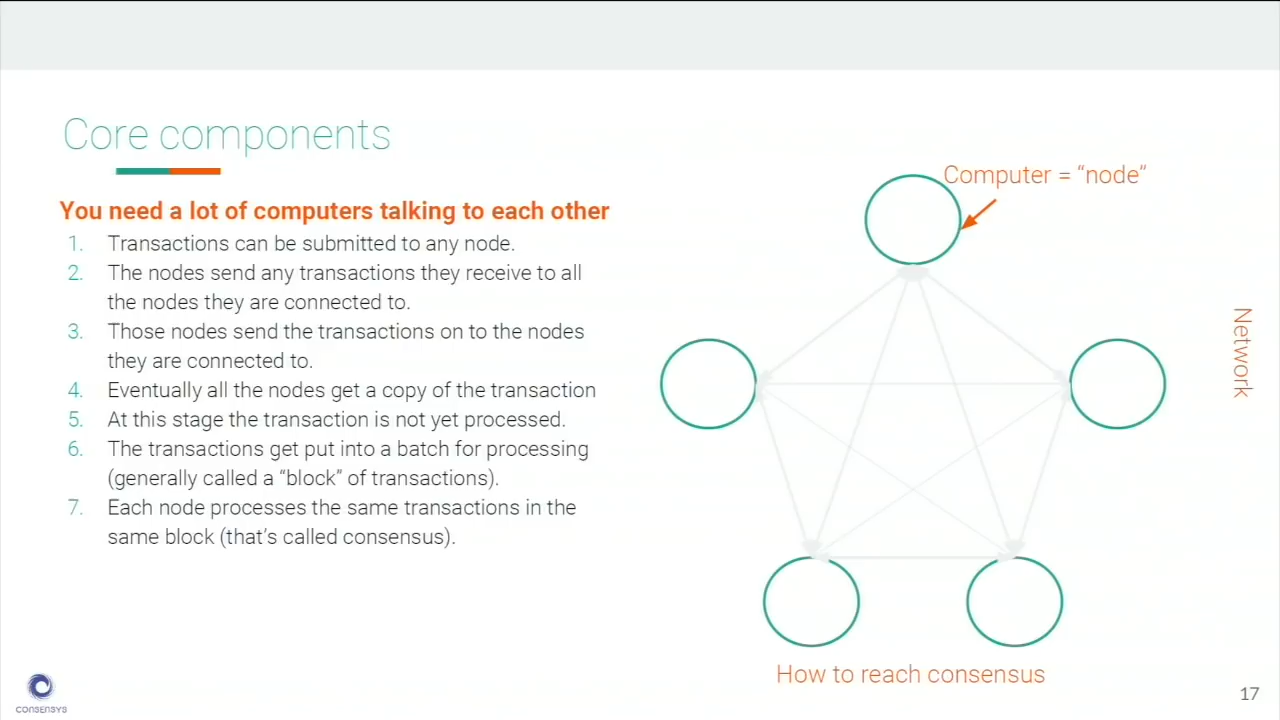 Core components
You need a lot of computers talking to each other
1. Transactions can be submitted to any node.
2. The nodes send any transactions they receive to all
the nodes they are connected to.
3. Those nodes send the transactions on to the nodes
they are connected to.
4. Eventually all the nodes get a copy of the transaction
5. At this stage the transaction is not yet processed.
6. The transactions get put into a batch for processing
(generally called a “block” of transactions).
7. Each node processes the same transactions in the
same block (that’s called consensus).
Computer = “node”
Network
How to reach consensus
CONSENSYS
17